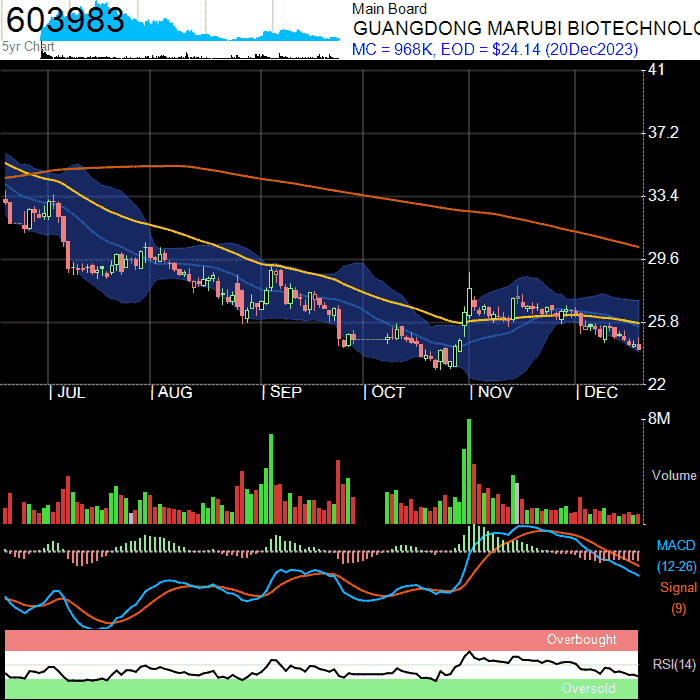 603983
5yr Chart
Main Board
GUANGDONG MARUBI BIOTECHNOLO
MC = 968K, EOD = $24.14 (20Dec2023)
41
37.2
33.4
29.6
25.8
22
JUL AUG SEP OCT NOV DEC
8M
Volume
MACD
(12-26)
Signal
(9)
Overbought
RSI(14)
Oversold